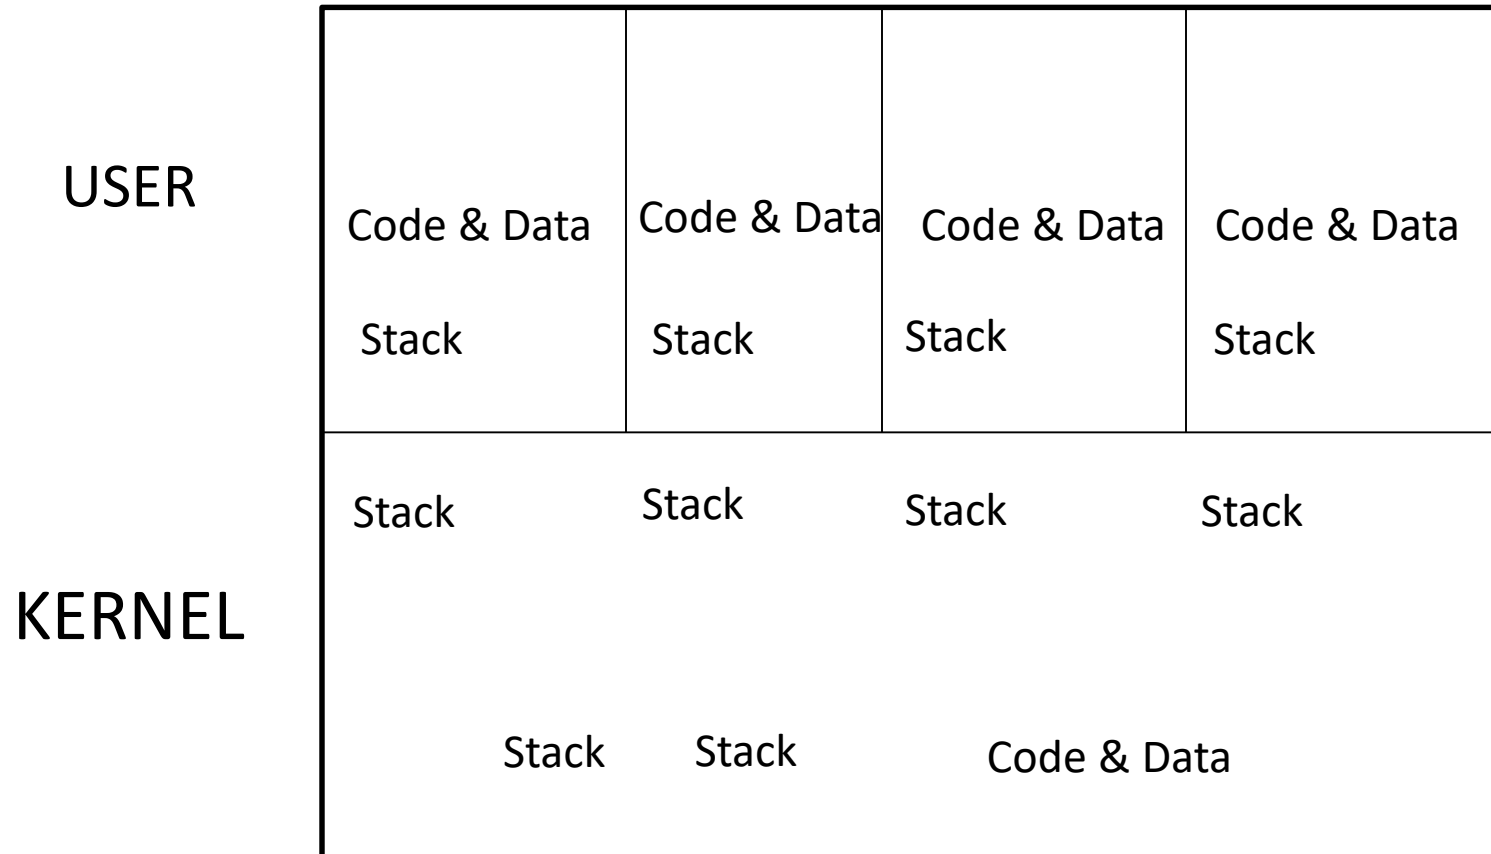 USER
Code & Data Code & Data Code & Data Code & Data
Stack Stack Stack Stack
Stack Stack Stack Stack
KERNEL
Stack Stack Code & Data